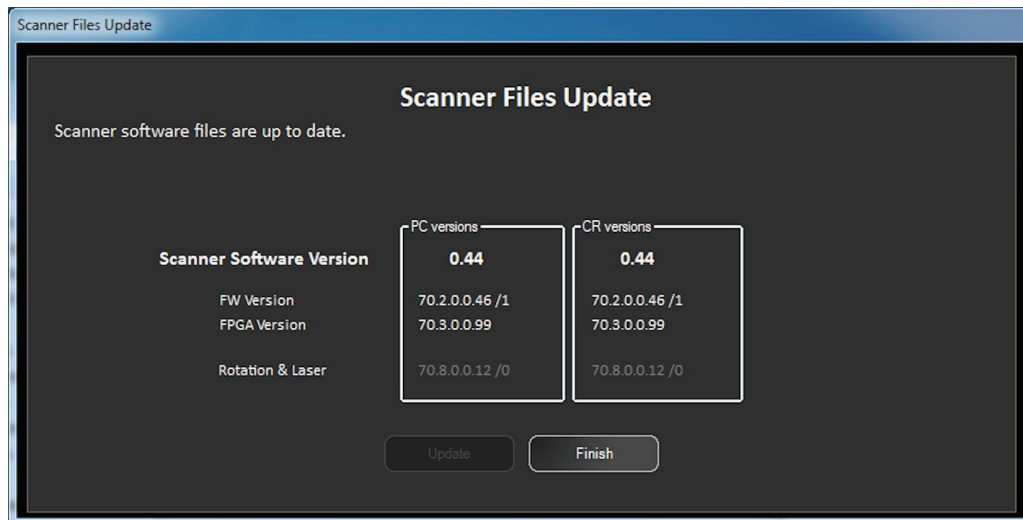 Scanner Files Update
Scanner Files Update
Scanner software files are up to date.
PC versions CR versions
Scanner Software Version 0.44 0.44
FW Version 70.2.0.0.46 /1 70.2.0.0.46 /1
FPGA Version 70.3.0.0.99 70.3.0.0.99
Rotation & Laser 70.8.0.0.12 /0 70.8.0.0.12 /0
Update Finish